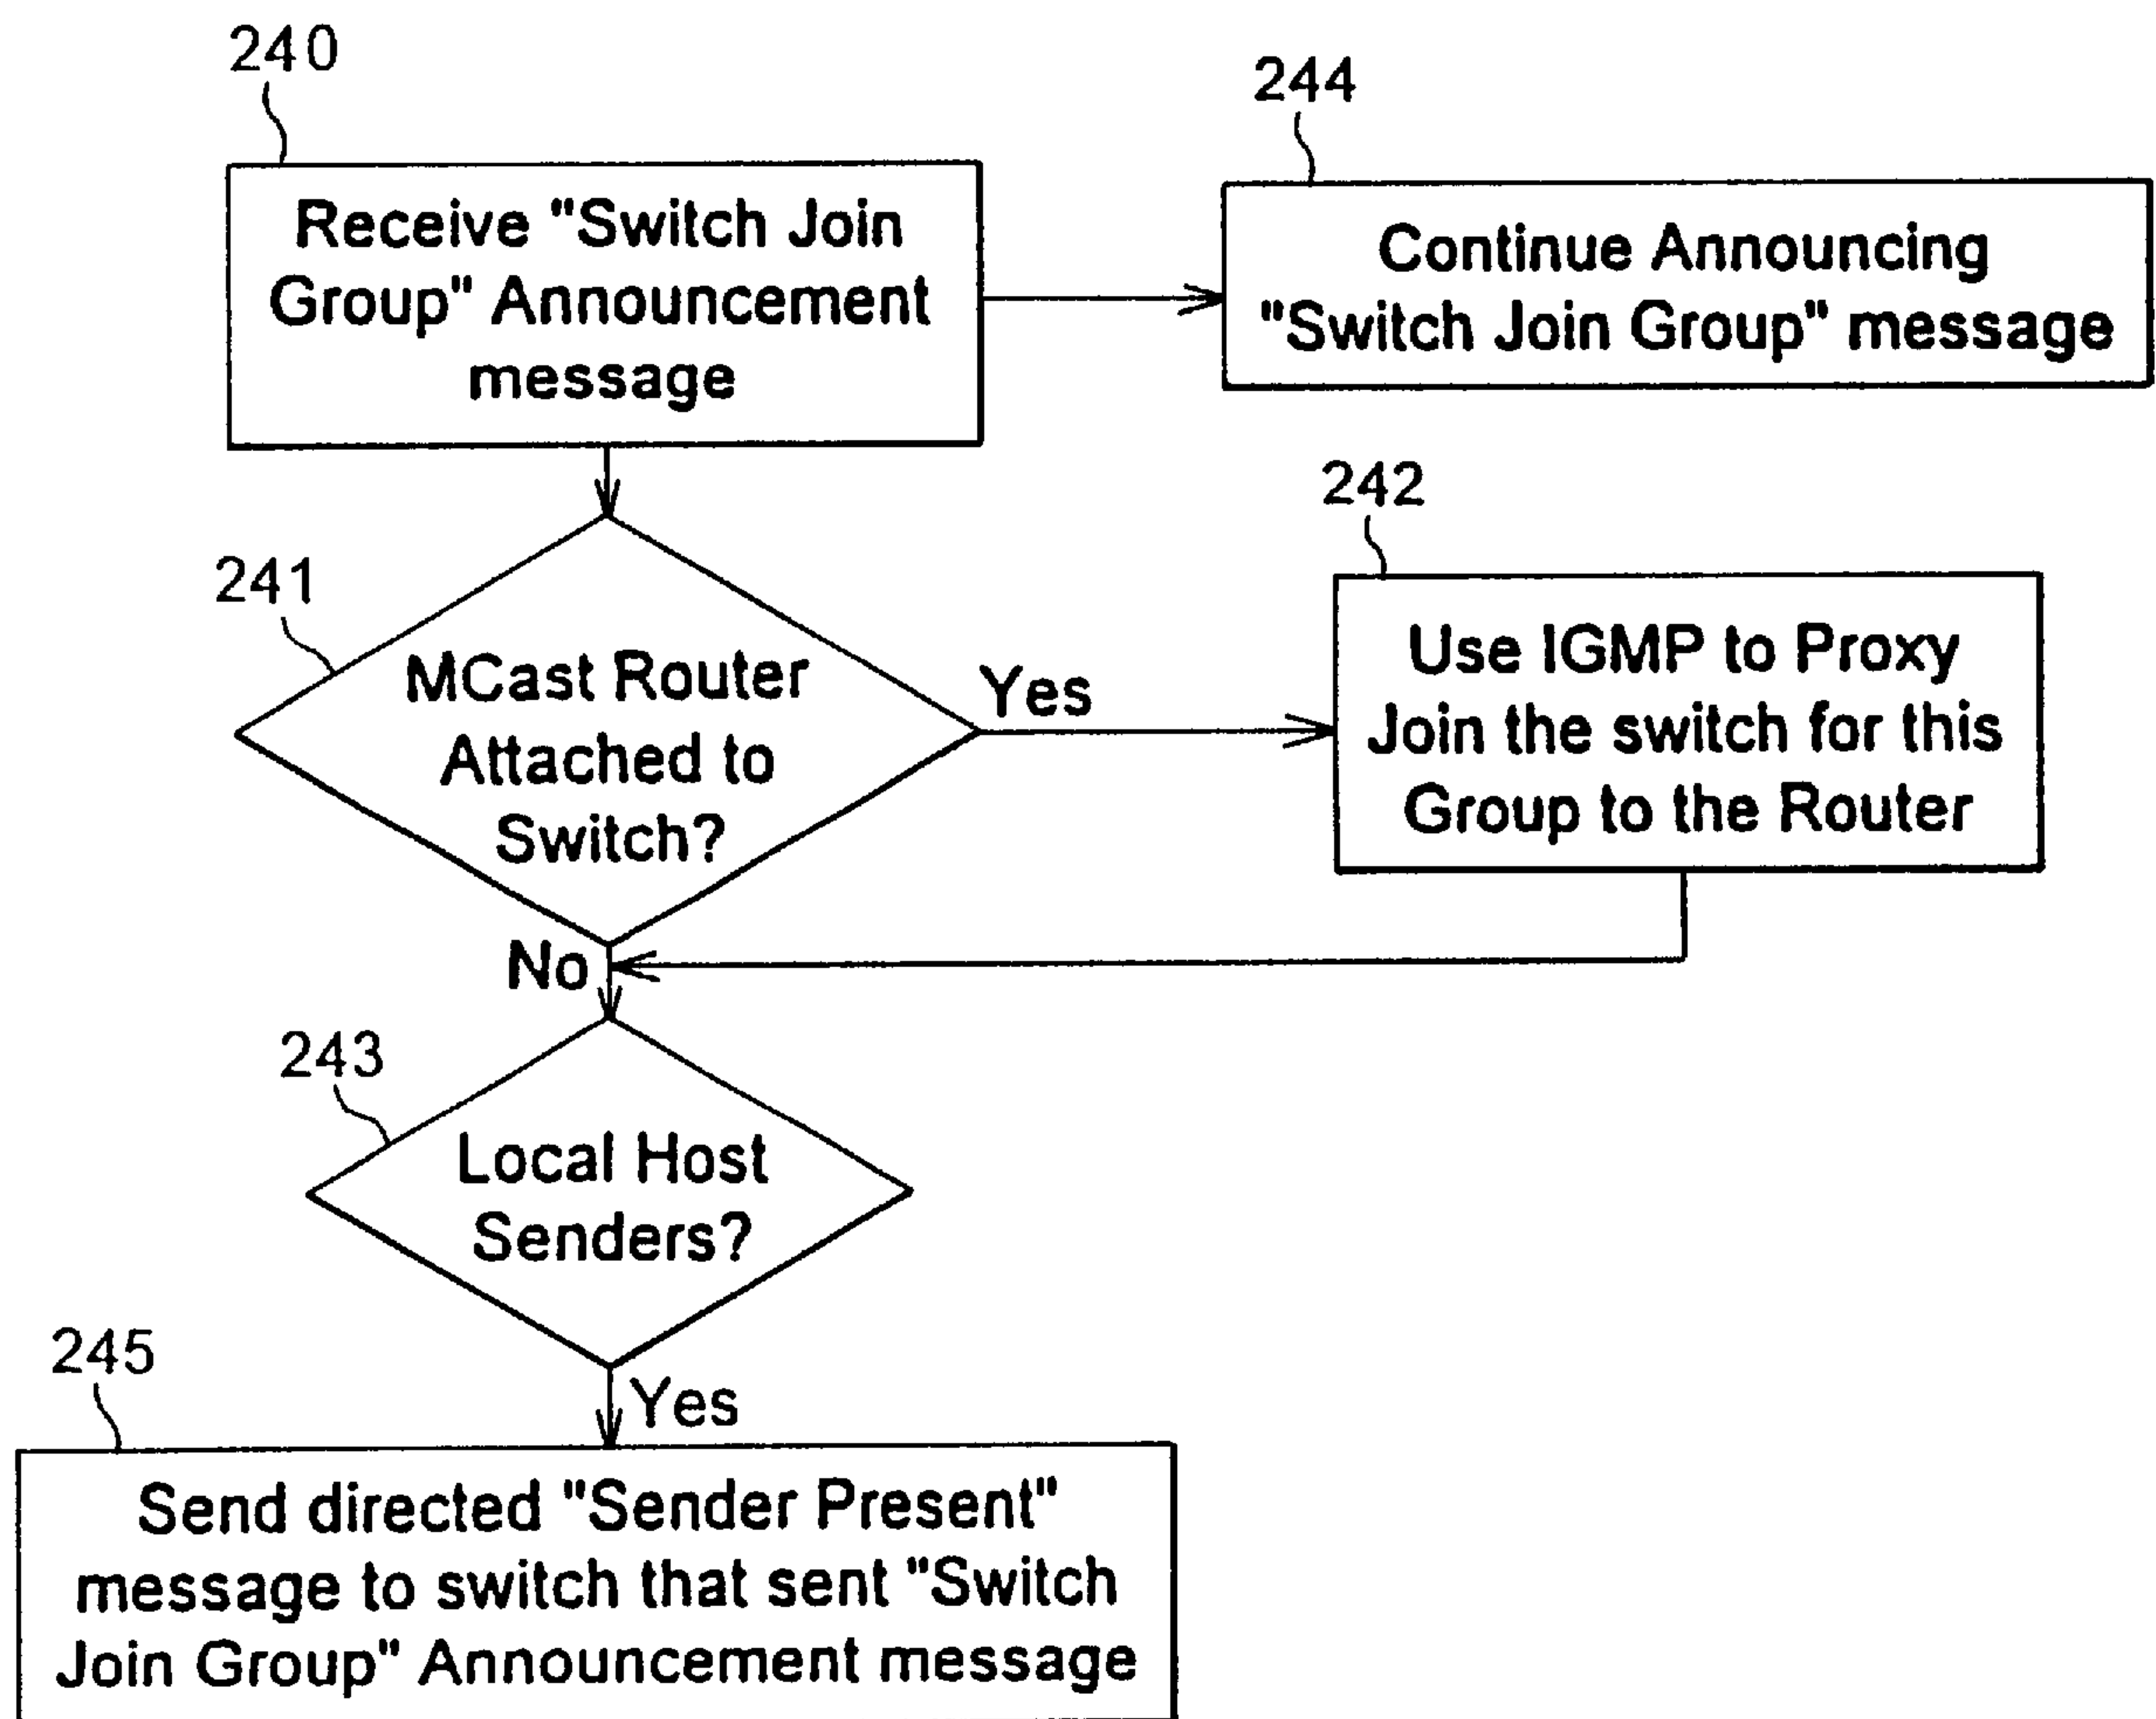 240
Receive "Switch Join
Group" Announcement
message
244
Continue Announcing
"Switch Join Group" message
241
MCast Router
Attached to
Switch?
Yes
242
Use IGMP to Proxy
Join the switch for this
Group to the Router
No
243
Local Host
Senders?
Yes
245
Send directed "Sender Present"
message to switch that sent "Switch
Join Group" Announcement message